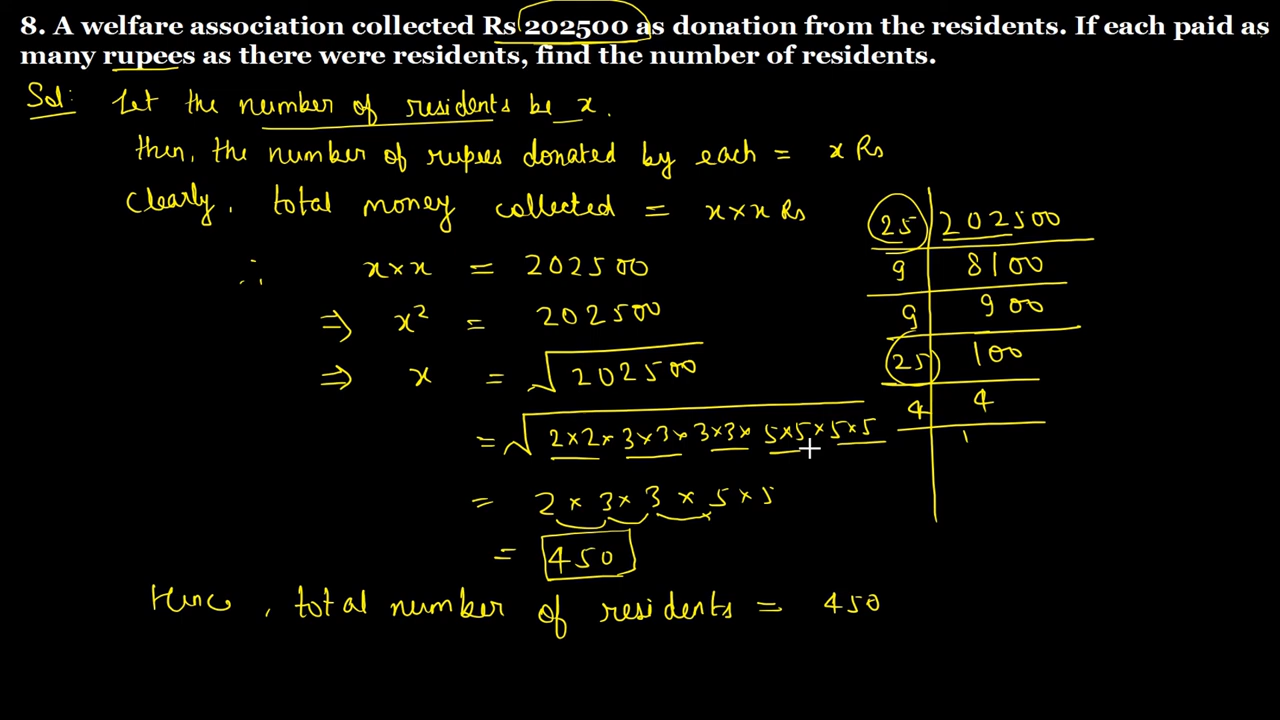 8. A welfare association collected Rs 202500 as donation from the residents. If each paid as
many rupees as there were residents, find the number of residents.
Sol: Let the number of residents be x.
then, the number of rupees donated by each = x Rs
Clearly, total money collected = x × x Rs
∴ x × x = 202500
⇒ x² = 202500
⇒ x = √202500
= √2×2×3×3×3×3×5×5×5×5
= 2 × 3 × 3 × 5 × 5
= 450
Hence, total number of residents = 450
25 | 202500
9 | 8100
9 | 900
25 | 100
4 | 4
| 1